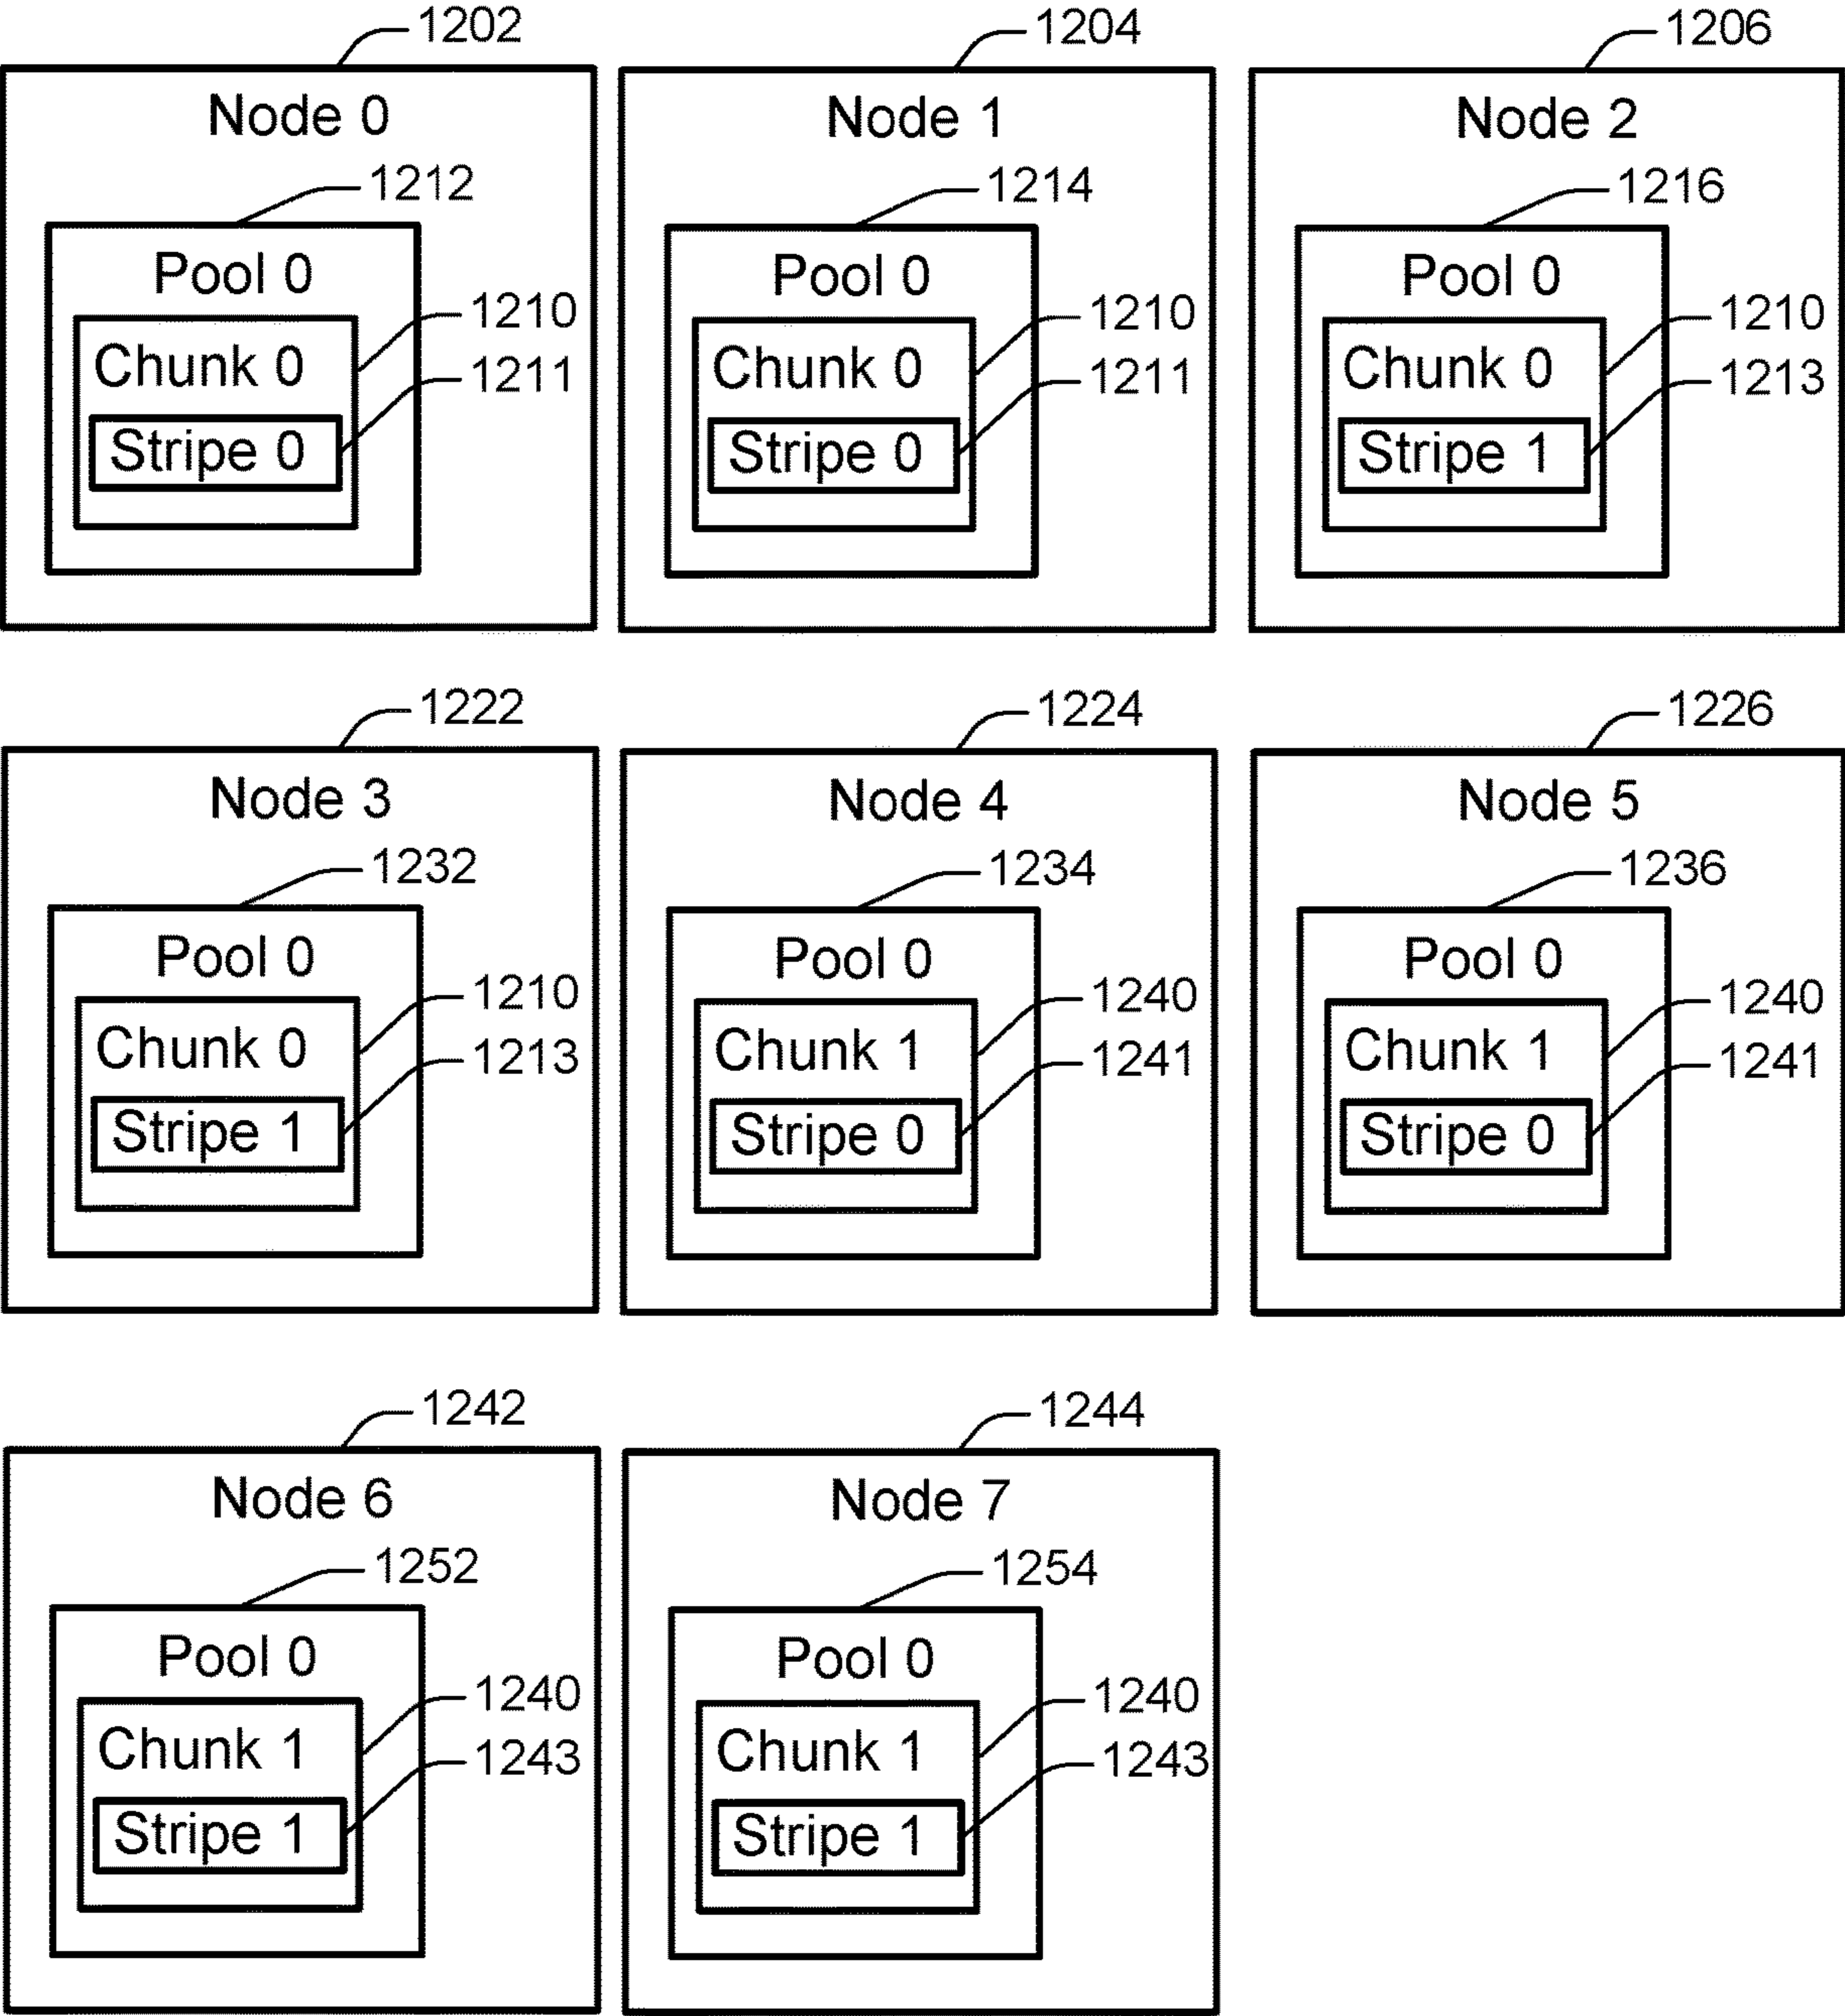 1202
1204
1206
Node 0
Node 1
Node 2
1212
1214
1216
Pool 0
Pool 0
Pool 0
1210
1210
1210
Chunk 0
Chunk 0
Chunk 0
1211
1211
1213
Stripe 0
Stripe 0
Stripe 1
1222
1224
1226
Node 3
Node 4
Node 5
1232
1234
1236
Pool 0
Pool 0
Pool 0
1210
1240
1240
Chunk 0
Chunk 1
Chunk 1
1213
1241
1241
Stripe 1
Stripe 0
Stripe 0
1242
1244
Node 6
Node 7
1252
1254
Pool 0
Pool 0
1240
1240
Chunk 1
Chunk 1
1243
1243
Stripe 1
Stripe 1